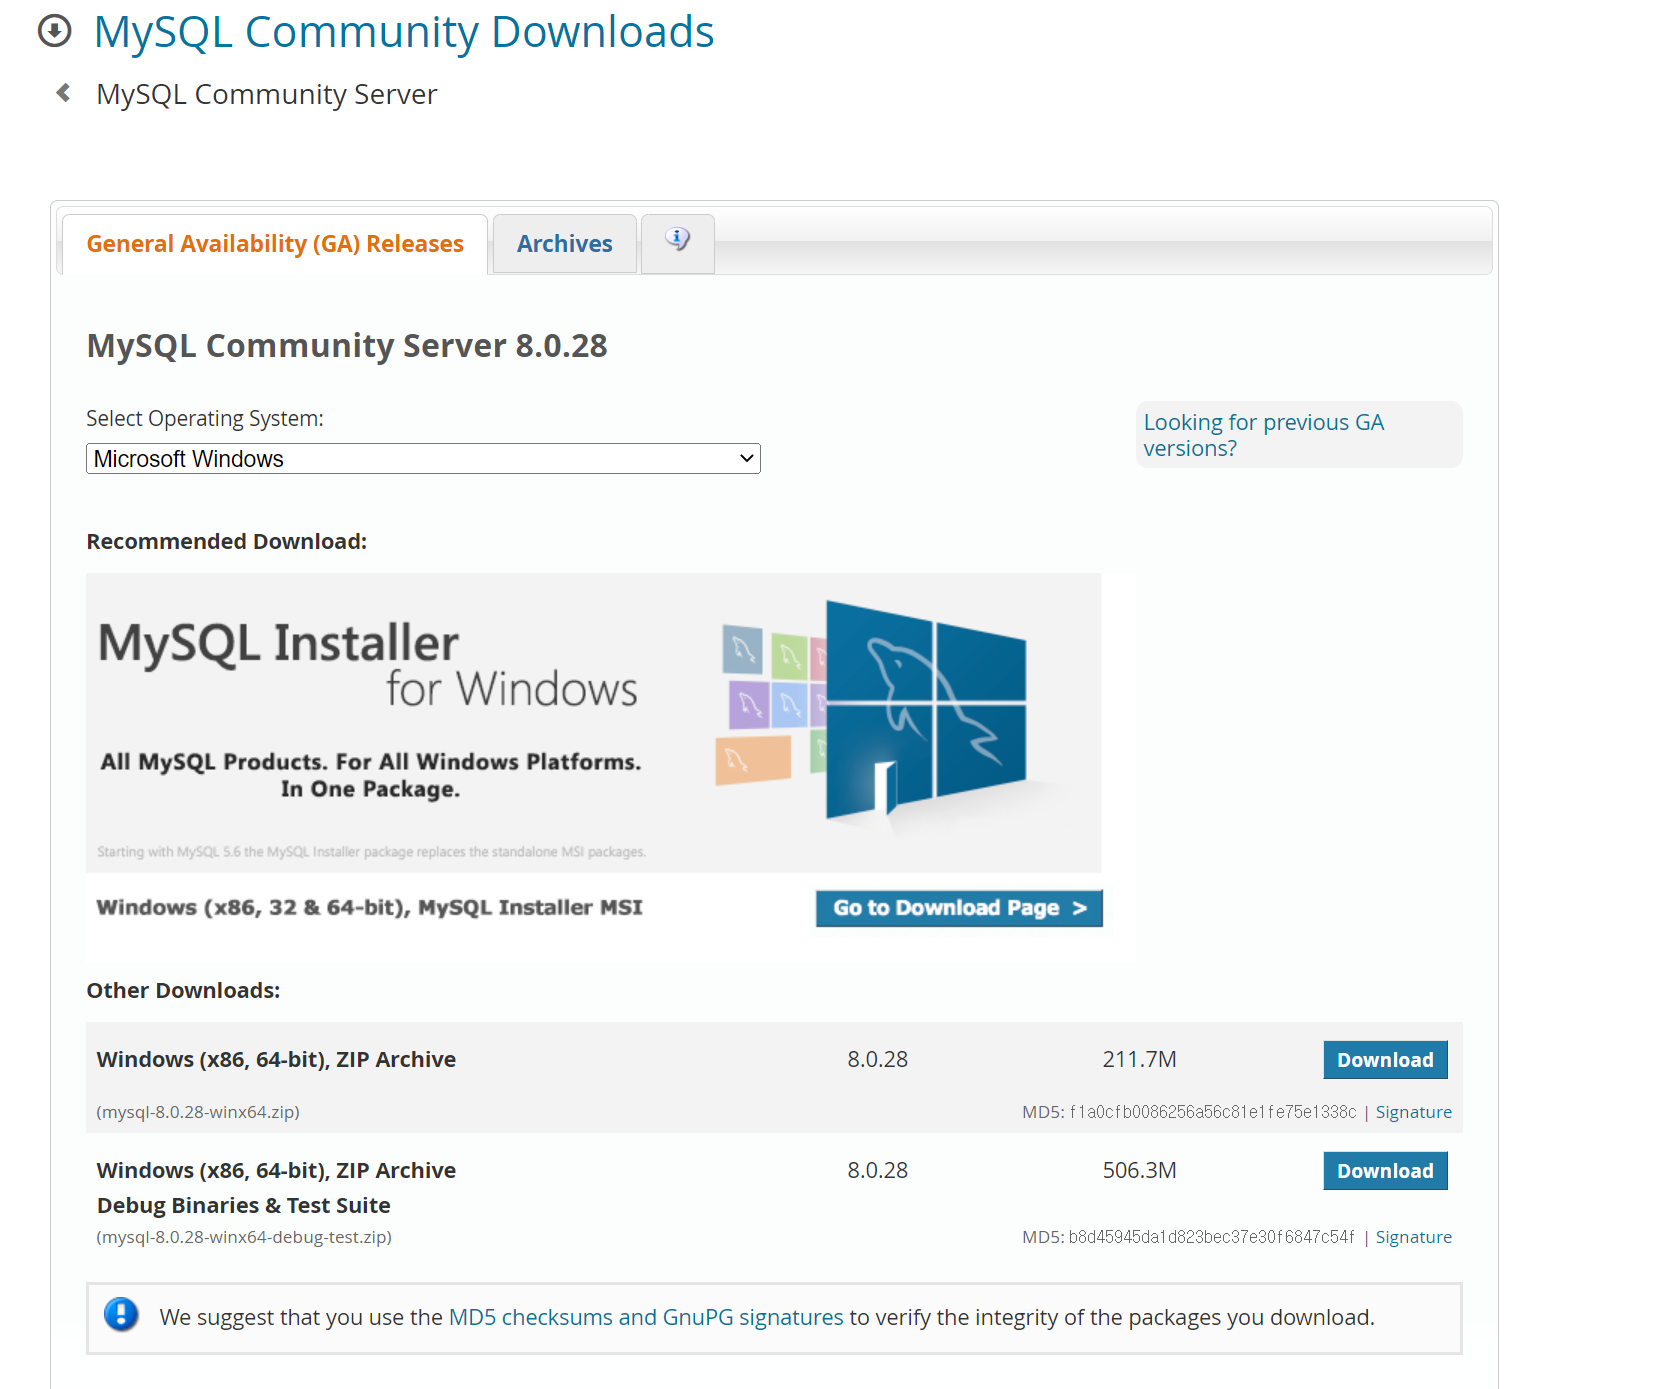 MySQL Community Downloads
MySQL Community Server
General Availability (GA) Releases
Archives
MySQL Community Server 8.0.28
Select Operating System:
Microsoft Windows
Looking for previous GA
versions?
Recommended Download:
MySQL Installer
for Windows
All MySQL Products. For All Windows Platforms.
In One Package.
Starting with MySQL 5.6 the MySQL Installer package replaces the standalone MSI packages.
Windows (x86, 32 & 64-bit), MySQL Installer MSI
Go to Download Page >
Other Downloads:
Windows (x86, 64-bit), ZIP Archive 8.0.28 211.7M Download
(mysql-8.0.28-winx64.zip) MD5: f1a0cfb0086256a56c81e1fe75e1338c | Signature
Windows (x86, 64-bit), ZIP Archive 8.0.28 506.3M Download
Debug Binaries & Test Suite
(mysql-8.0.28-winx64-debug-test.zip) MD5: b8d45945da1d823bec37e30f6847c54f | Signature
We suggest that you use the MD5 checksums and GnuPG signatures to verify the integrity of the packages you download.